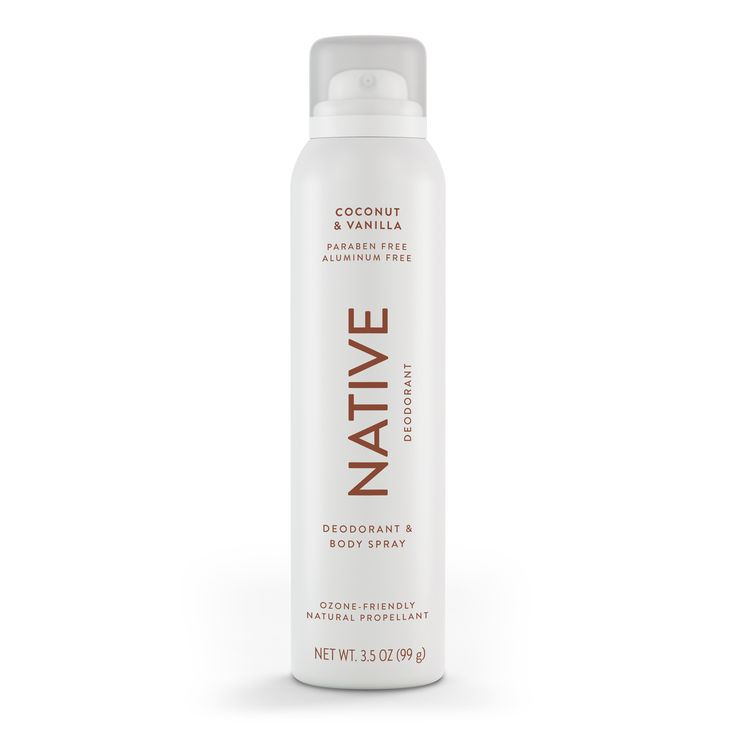 COCONUT
& VANILLA
PARABEN FREE
ALUMINUM FREE
NATIVE
DEODORANT
DEODORANT &
BODY SPRAY
OZONE-FRIENDLY
NATURAL PROPELLANT
NET WT. 3.5 OZ (99 g)